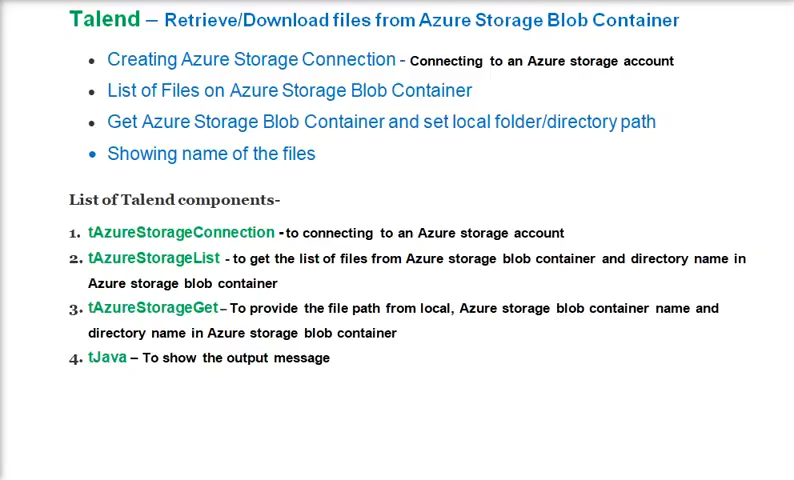 Talend – Retrieve/Download files from Azure Storage Blob Container
• Creating Azure Storage Connection - Connecting to an Azure storage account
• List of Files on Azure Storage Blob Container
• Get Azure Storage Blob Container and set local folder/directory path
• Showing name of the files
List of Talend components-
1. tAzureStorageConnection - to connecting to an Azure storage account
2. tAzureStorageList - to get the list of files from Azure storage blob container and directory name in
Azure storage blob container
3. tAzureStorageGet – To provide the file path from local, Azure storage blob container name and
directory name in Azure storage blob container
4. tJava – To show the output message